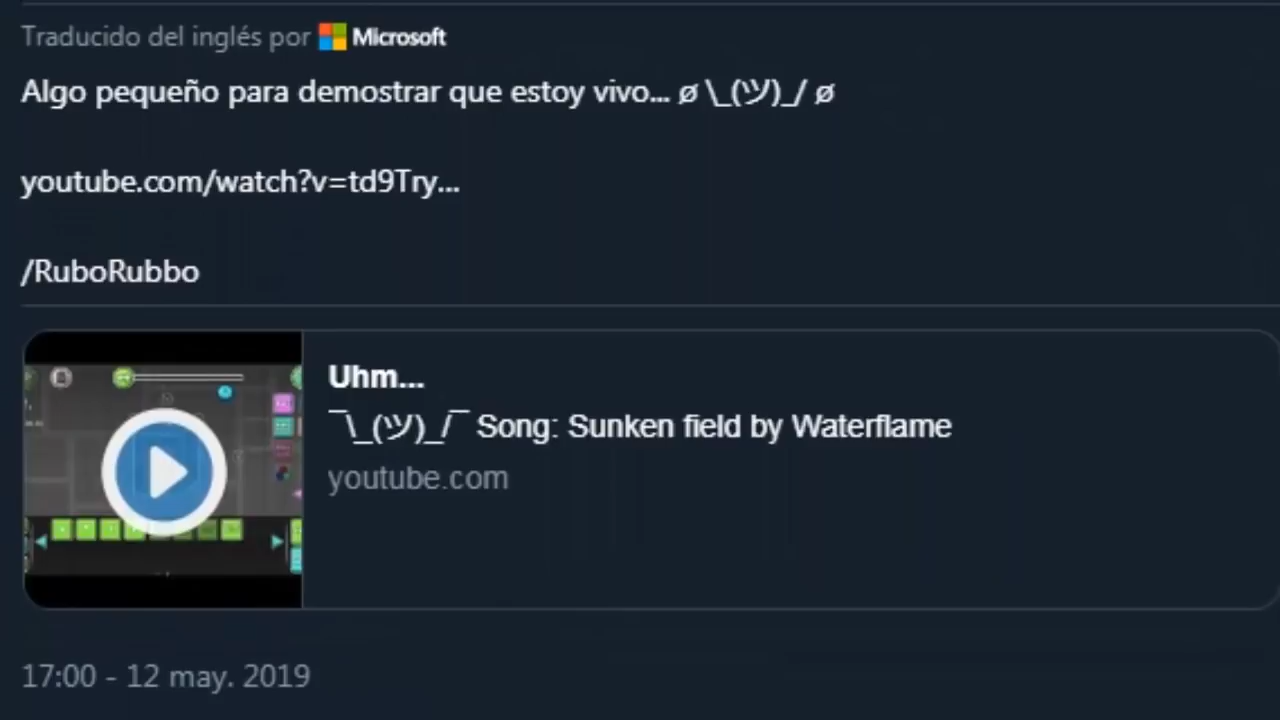 Traducido del inglés por Microsoft
Algo pequeño para demostrar que estoy vivo... ø \_(ツ)_/ ø
youtube.com/watch?v=td9Try...
/RuboRubbo
Uhm...
¯\_(ツ)_/¯ Song: Sunken field by Waterflame
youtube.com
17:00 - 12 may. 2019